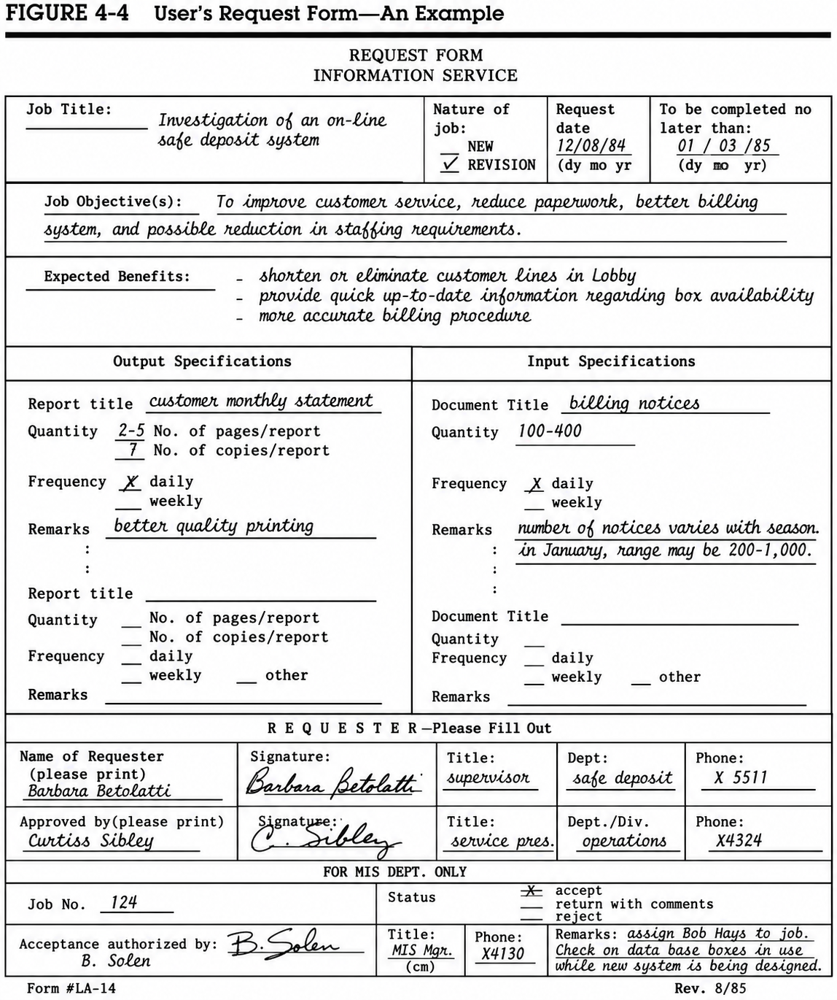 FIGURE 4-4 User's Request Form—An Example
REQUEST FORM
INFORMATION SERVICE
Job Title: Investigation of an on-line
safe deposit system
Nature of
job:
__ NEW
✓ REVISION
Request
date
12/08/84
(dy mo yr
To be completed no
later than:
01 / 03 /85
(dy mo yr)
Job Objective(s): To improve customer service, reduce paperwork, better billing
system, and possible reduction in staffing requirements.
Expected Benefits: - shorten or eliminate customer lines in Lobby
- provide quick up-to-date information regarding box availability
- more accurate billing procedure
Output Specifications
Report title customer monthly statement
Quantity 2-5 No. of pages/report
7 No. of copies/report
Frequency X daily
__ weekly
Remarks better quality printing
:
:
Report title
Quantity __ No. of pages/report
__ No. of copies/report
Frequency __ daily
__ weekly __ other
Remarks
Input Specifications
Document Title billing notices
Quantity 100-400
Frequency X daily
__ weekly
Remarks number of notices varies with season.
: in January, range may be 200-1,000.
:
:
Document Title
Quantity __
Frequency __ daily
__ weekly __ other
Remarks
R E Q U E S T E R—Please Fill Out
Name of Requester
(please print)
Barbara Betolatti
Signature:
Barbara Betolatti
Title:
supervisor
Dept:
safe deposit
Phone:
X 5511
Approved by(please print)
Curtiss Sibley
Signature:
C. Sibley
Title:
service pres.
Dept./Div.
operations
Phone:
X4324
FOR MIS DEPT. ONLY
Job No. 124
Status X accept
__ return with comments
__ reject
Acceptance authorized by: B. Solen
B. Solen
Title:
MIS Mgr.
(cm)
Phone:
X4130
Remarks: assign Bob Hays to job.
Check on data base boxes in use
while new system is being designed.
Form #LA-14
Rev. 8/85